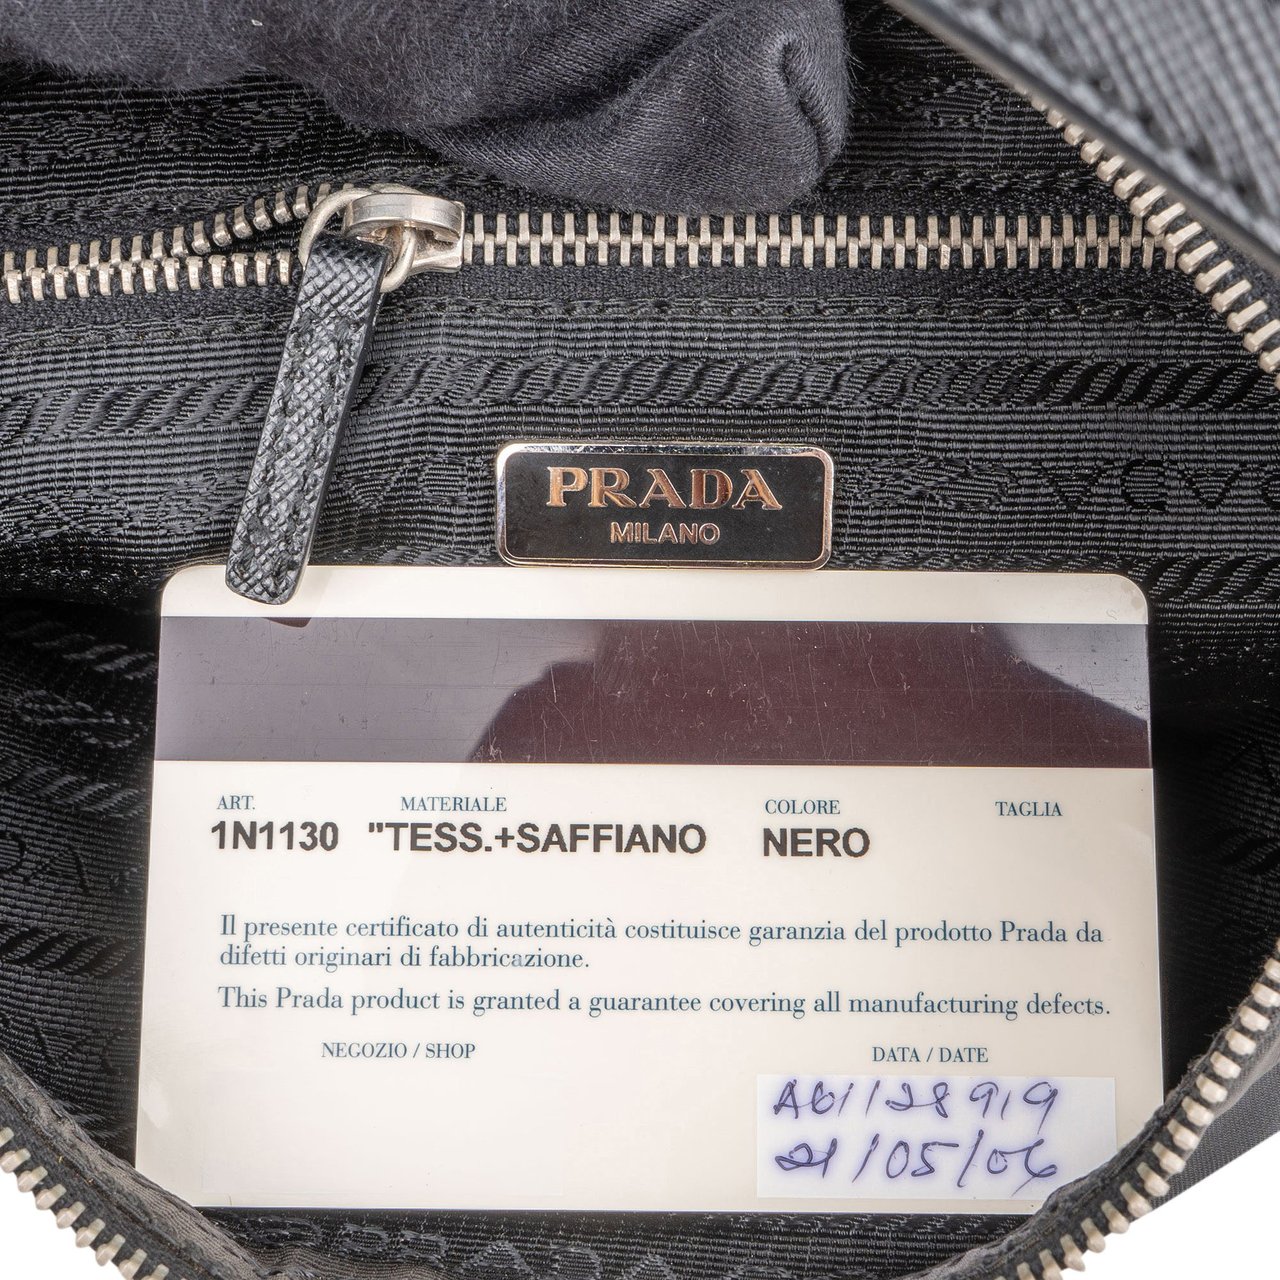 PRADA
MILANO
ART. MATERIALE COLORE TAGLIA
1N1130 "TESS.+SAFFIANO NERO
Il presente certificato di autenticità costituisce garanzia del prodotto Prada da
difetti originari di fabbricazione.
This Prada product is granted a guarantee covering all manufacturing defects.
NEGOZIO / SHOP DATA / DATE
21/05/06